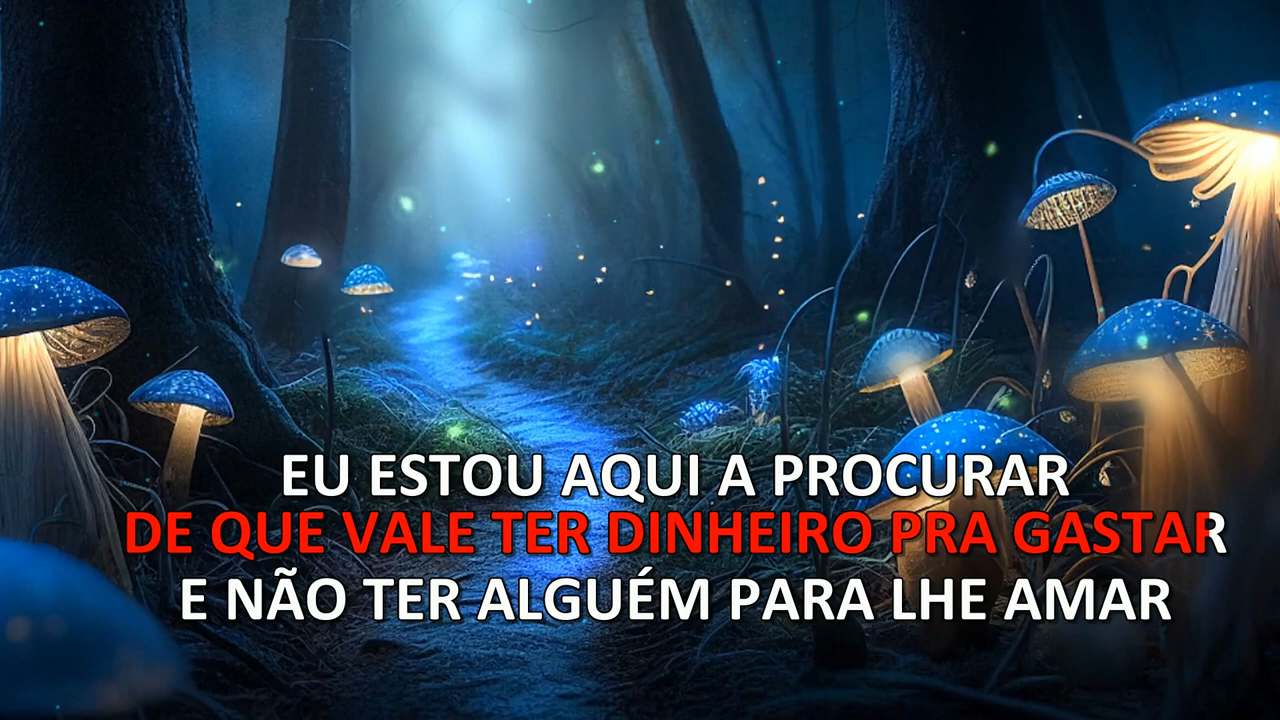 EU ESTOU AQUI A PROCURAR
DE QUE VALE TER DINHEIRO PRA GASTAR
E NÃO TER ALGUÉM PARA LHE AMAR